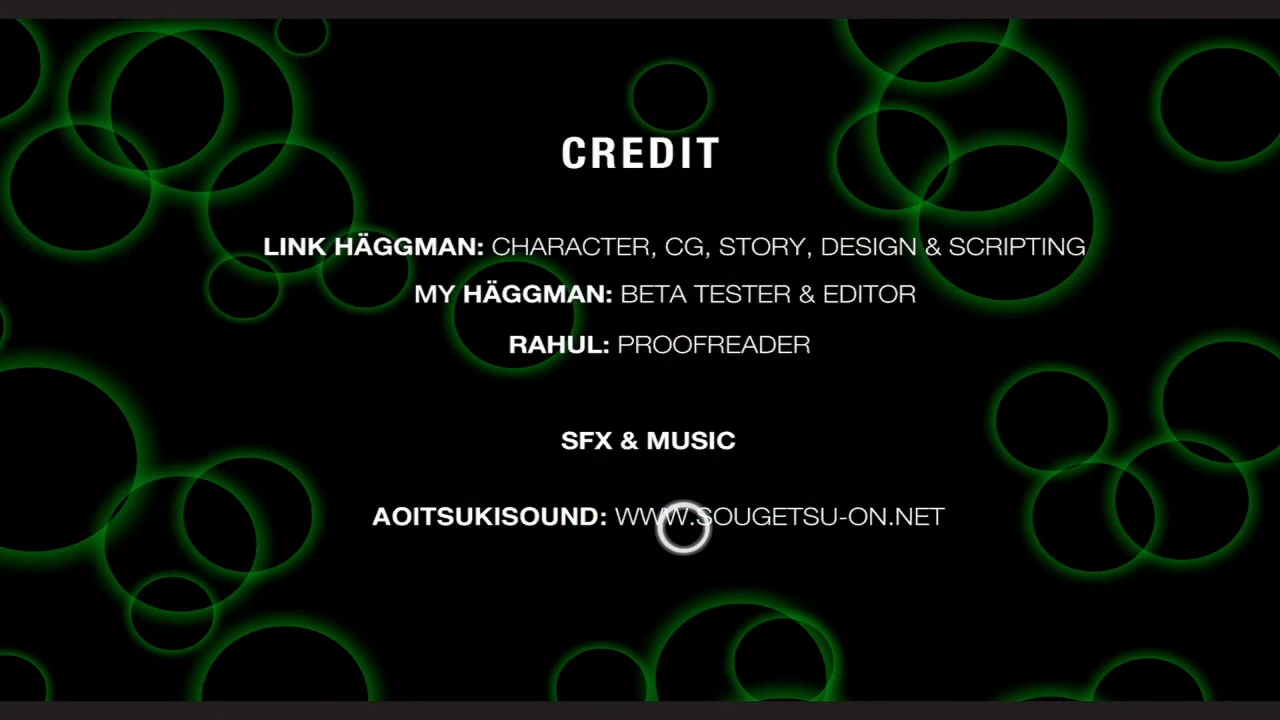 CREDIT
LINK HÄGGMAN: CHARACTER, CG, STORY, DESIGN & SCRIPTING
MY HÄGGMAN: BETA TESTER & EDITOR
RAHUL: PROOFREADER
SFX & MUSIC
AOITSUKISOUND: WWW.SOUGETSU-ON.NET